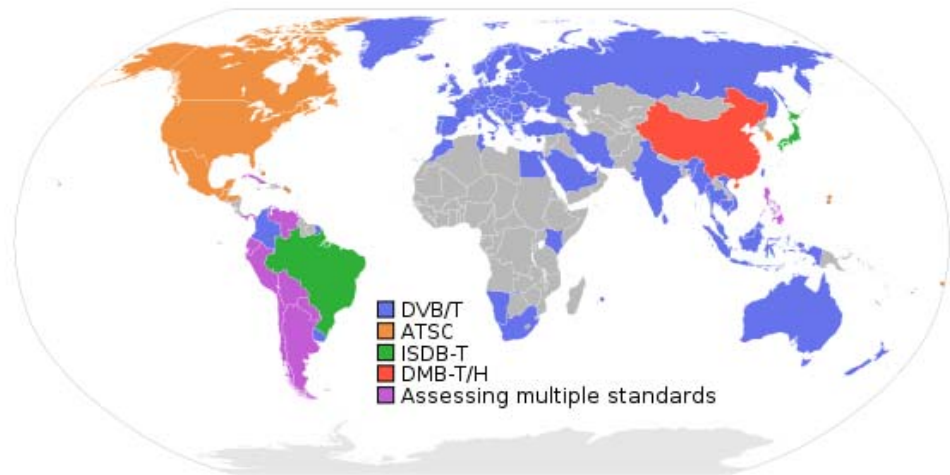 DVB/T
ATSC
ISDB-T
DMB-T/H
Assessing multiple standards